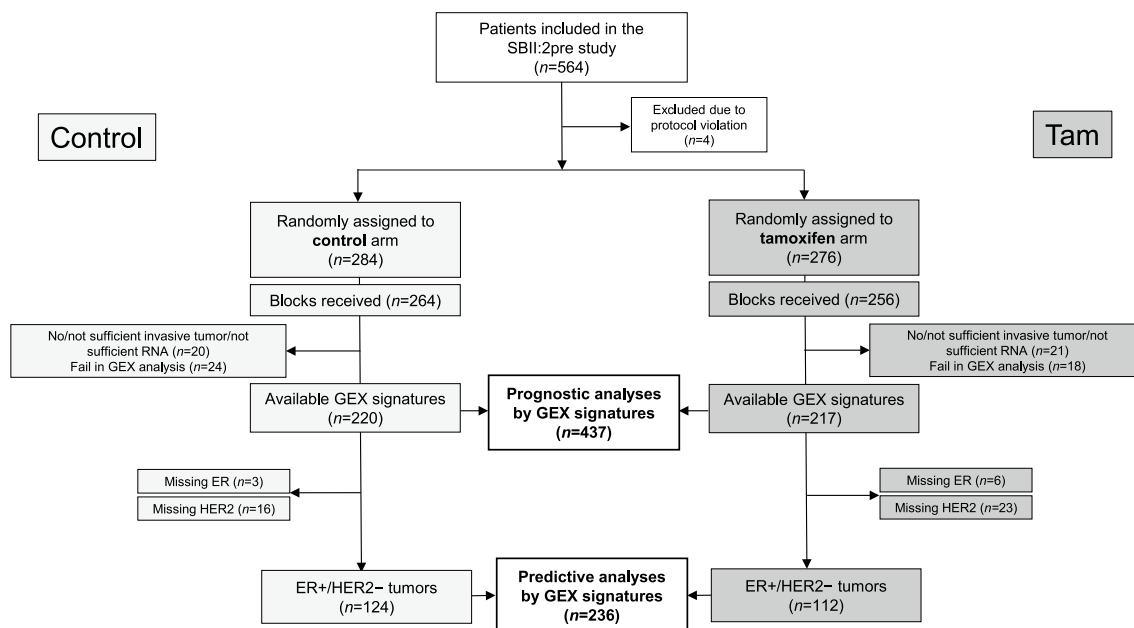 Patients included in the
SBII:2pre study
(n=564)
Excluded due to
protocol violation
(n=4)
Control
Tam
Randomly assigned to
control arm
(n=284)
Randomly assigned to
tamoxifen arm
(n=276)
Blocks received (n=264)
Blocks received (n=256)
No/not sufficient invasive tumor/not
sufficient RNA (n=20)
Fail in GEX analysis (n=24)
No/not sufficient invasive tumor/not
sufficient RNA (n=21)
Fail in GEX analysis (n=18)
Available GEX signatures
(n=220)
Prognostic analyses
by GEX signatures
(n=437)
Available GEX signatures
(n=217)
Missing ER (n=3)
Missing HER2 (n=16)
Missing ER (n=6)
Missing HER2 (n=23)
ER+/HER2− tumors
(n=124)
Predictive analyses
by GEX signatures
(n=236)
ER+/HER2− tumors
(n=112)